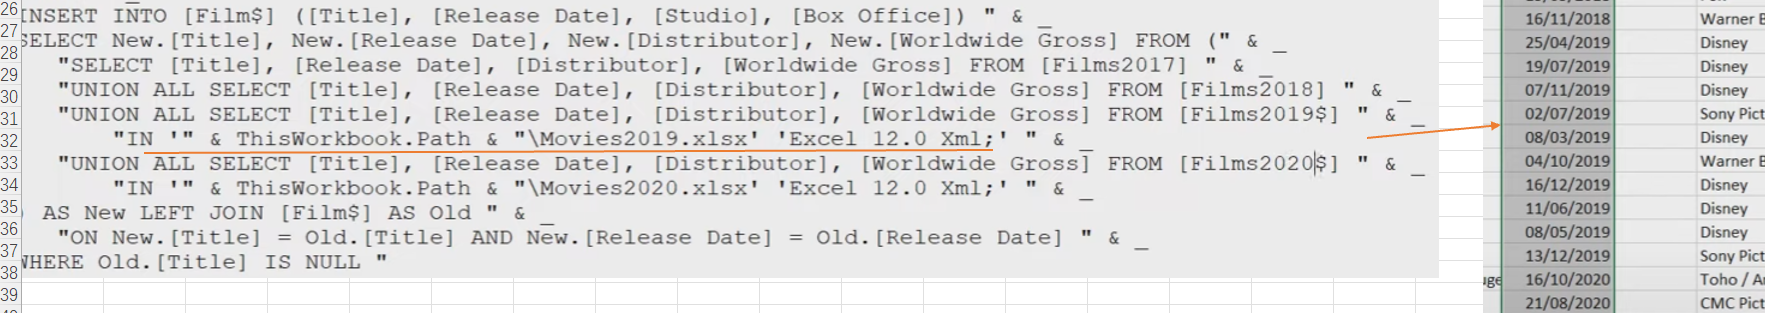 26
INSERT INTO [Film$] ([Title], [Release Date], [Studio], [Box Office]) " & _
27
SELECT New.[Title], New.[Release Date], New.[Distributor], New.[Worldwide Gross] FROM (" & _
28
"SELECT [Title], [Release Date], [Distributor], [Worldwide Gross] FROM [Films2017] " & _
29
"UNION ALL SELECT [Title], [Release Date], [Distributor], [Worldwide Gross] FROM [Films2018] " & _
30
"UNION ALL SELECT [Title], [Release Date], [Distributor], [Worldwide Gross] FROM [Films2019$] " & _
31
32
"IN '" & ThisWorkbook.Path & "\Movies2019.xlsx' 'Excel 12.0 Xml;' " & _
33
"UNION ALL SELECT [Title], [Release Date], [Distributor], [Worldwide Gross] FROM [Films2020$] " & _
34
"IN '" & ThisWorkbook.Path & "\Movies2020.xlsx' 'Excel 12.0 Xml;' " & _
35
) AS New LEFT JOIN [Film$] AS Old " & _
36
"ON New.[Title] = Old.[Title] AND New.[Release Date] = Old.[Release Date] " & _
37
WHERE Old.[Title] IS NULL "
38
39
16/11/2018 Warner B
25/04/2019 Disney
19/07/2019 Disney
07/11/2019 Disney
02/07/2019 Sony Pict
08/03/2019 Disney
04/10/2019 Warner B
16/12/2019 Disney
11/06/2019 Disney
08/05/2019 Disney
13/12/2019 Sony Pict
uge 16/10/2020 Toho / A
21/08/2020 CMC Pict